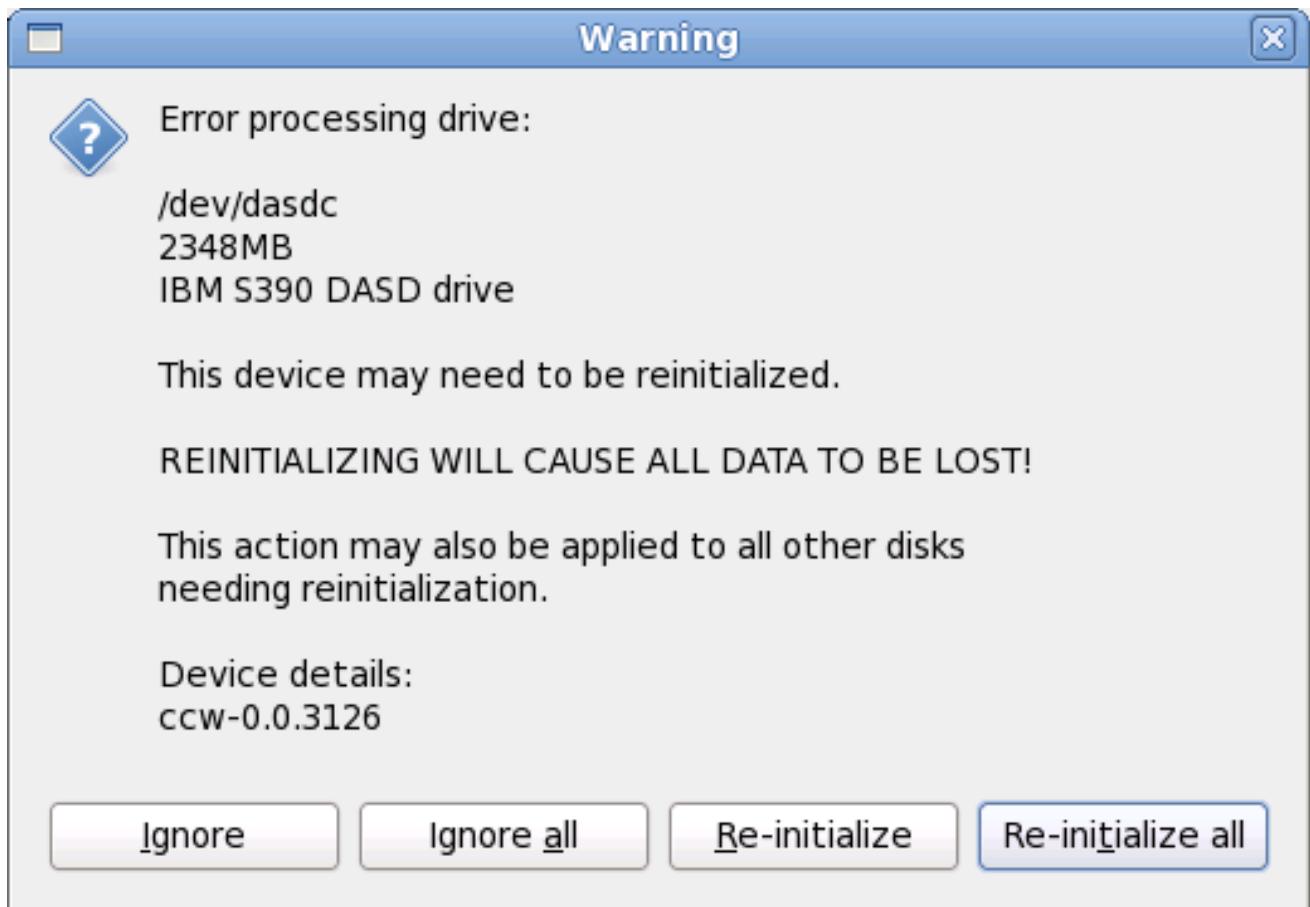 Warning
Error processing drive:
/dev/dasdc
2348MB
IBM S390 DASD drive
This device may need to be reinitialized.
REINITIALIZING WILL CAUSE ALL DATA TO BE LOST!
This action may also be applied to all other disks
needing reinitialization.
Device details:
ccw-0.0.3126
Ignore
Ignore all
Re-initialize
Re-initialize all